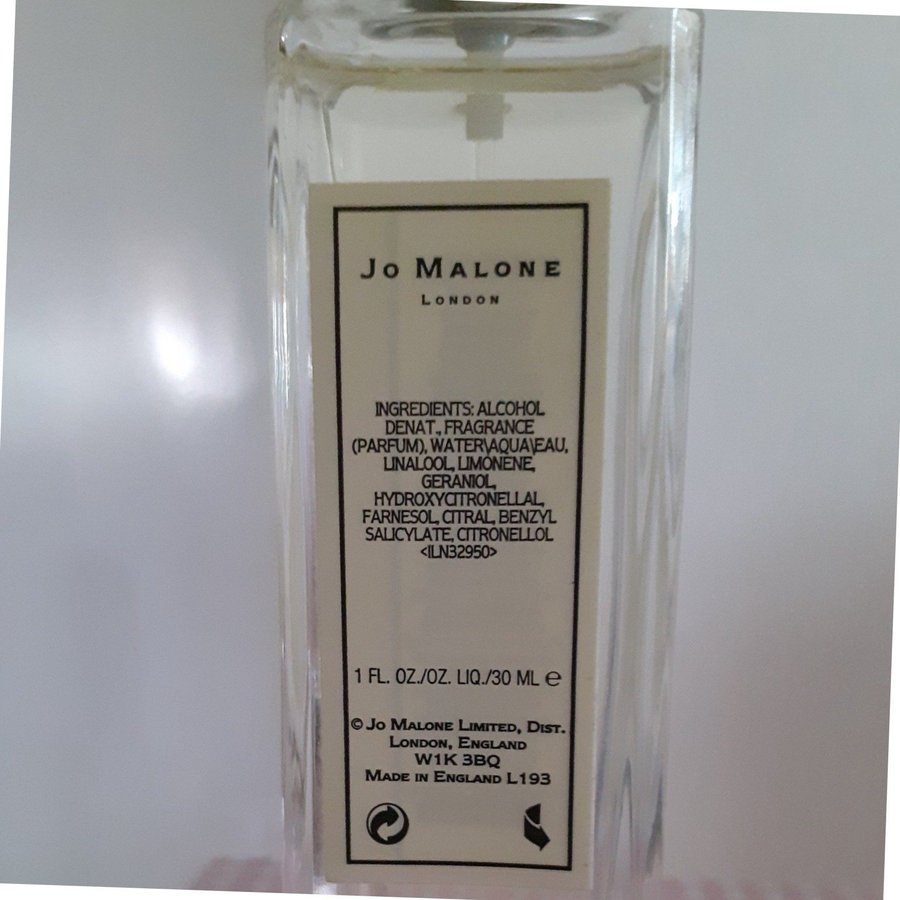 Jo Malone
London
INGREDIENTS: ALCOHOL
DENAT., FRAGRANCE
(PARFUM), WATER\AQUA\EAU,
LINALOOL, LIMONENE,
GERANIOL,
HYDROXYCITRONELLAL,
FARNESOL, CITRAL, BENZYL
SALICYLATE, CITRONELLOL
<ILN32950>
1 FL. OZ./OZ. LIQ./30 ML ℮
© Jo Malone Limited, Dist.
London, England
W1K 3BQ
Made in England L193